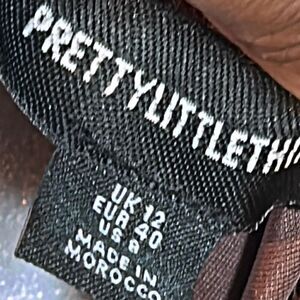 PRETTYLITTLETHI
UK 12
EUR 40
US 8
MADE IN
MOROCCO